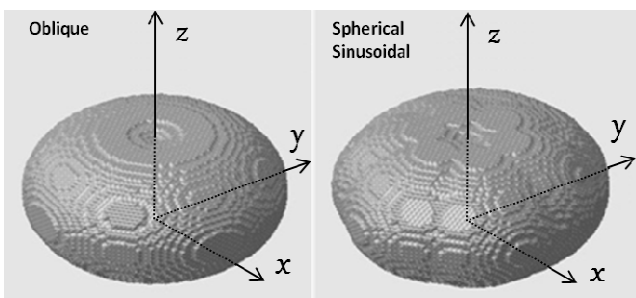 Oblique
z
y
x
Spherical
Sinusoidal
z
y
x